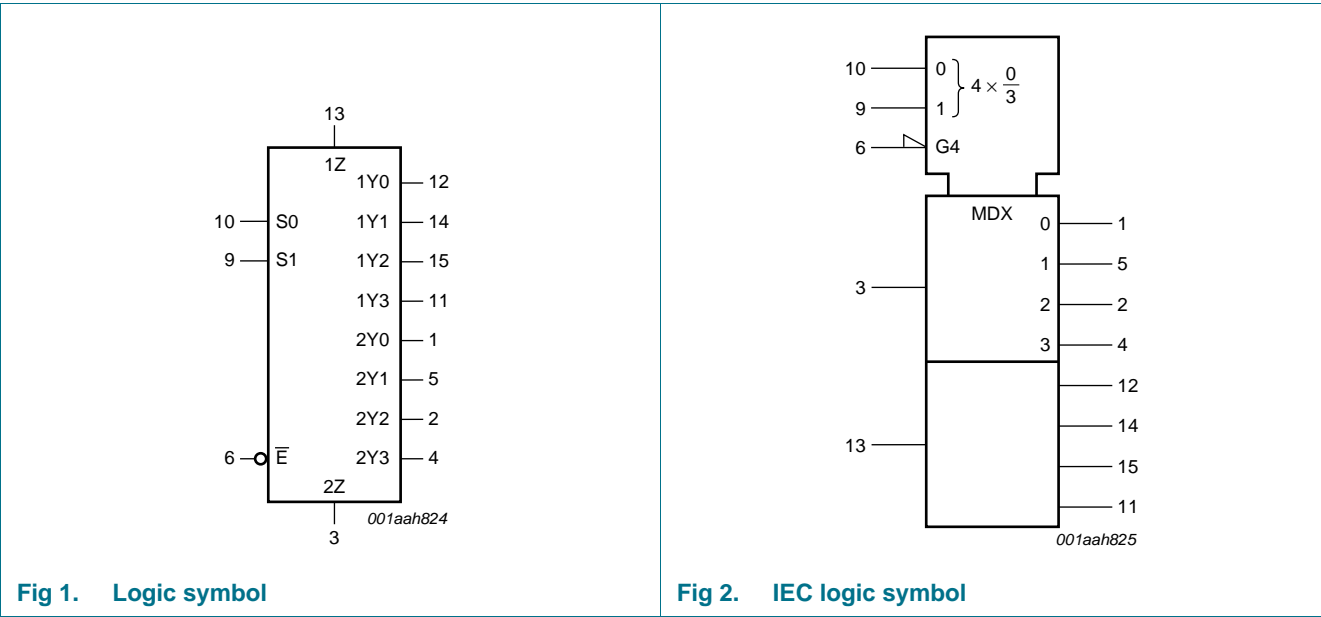 13
1Z
1Y0 12
10 S0 1Y1 14
9 S1 1Y2 15
1Y3 11
2Y0 1
2Y1 5
2Y2 2
6 E̅ 2Y3 4
2Z
001aah824
3
Fig 1. Logic symbol
10 0 } 4 × 0/3
9 1
6 G4
MDX
0 1
1 5
3
2 2
3 4
12
14
13
15
11
001aah825
Fig 2. IEC logic symbol